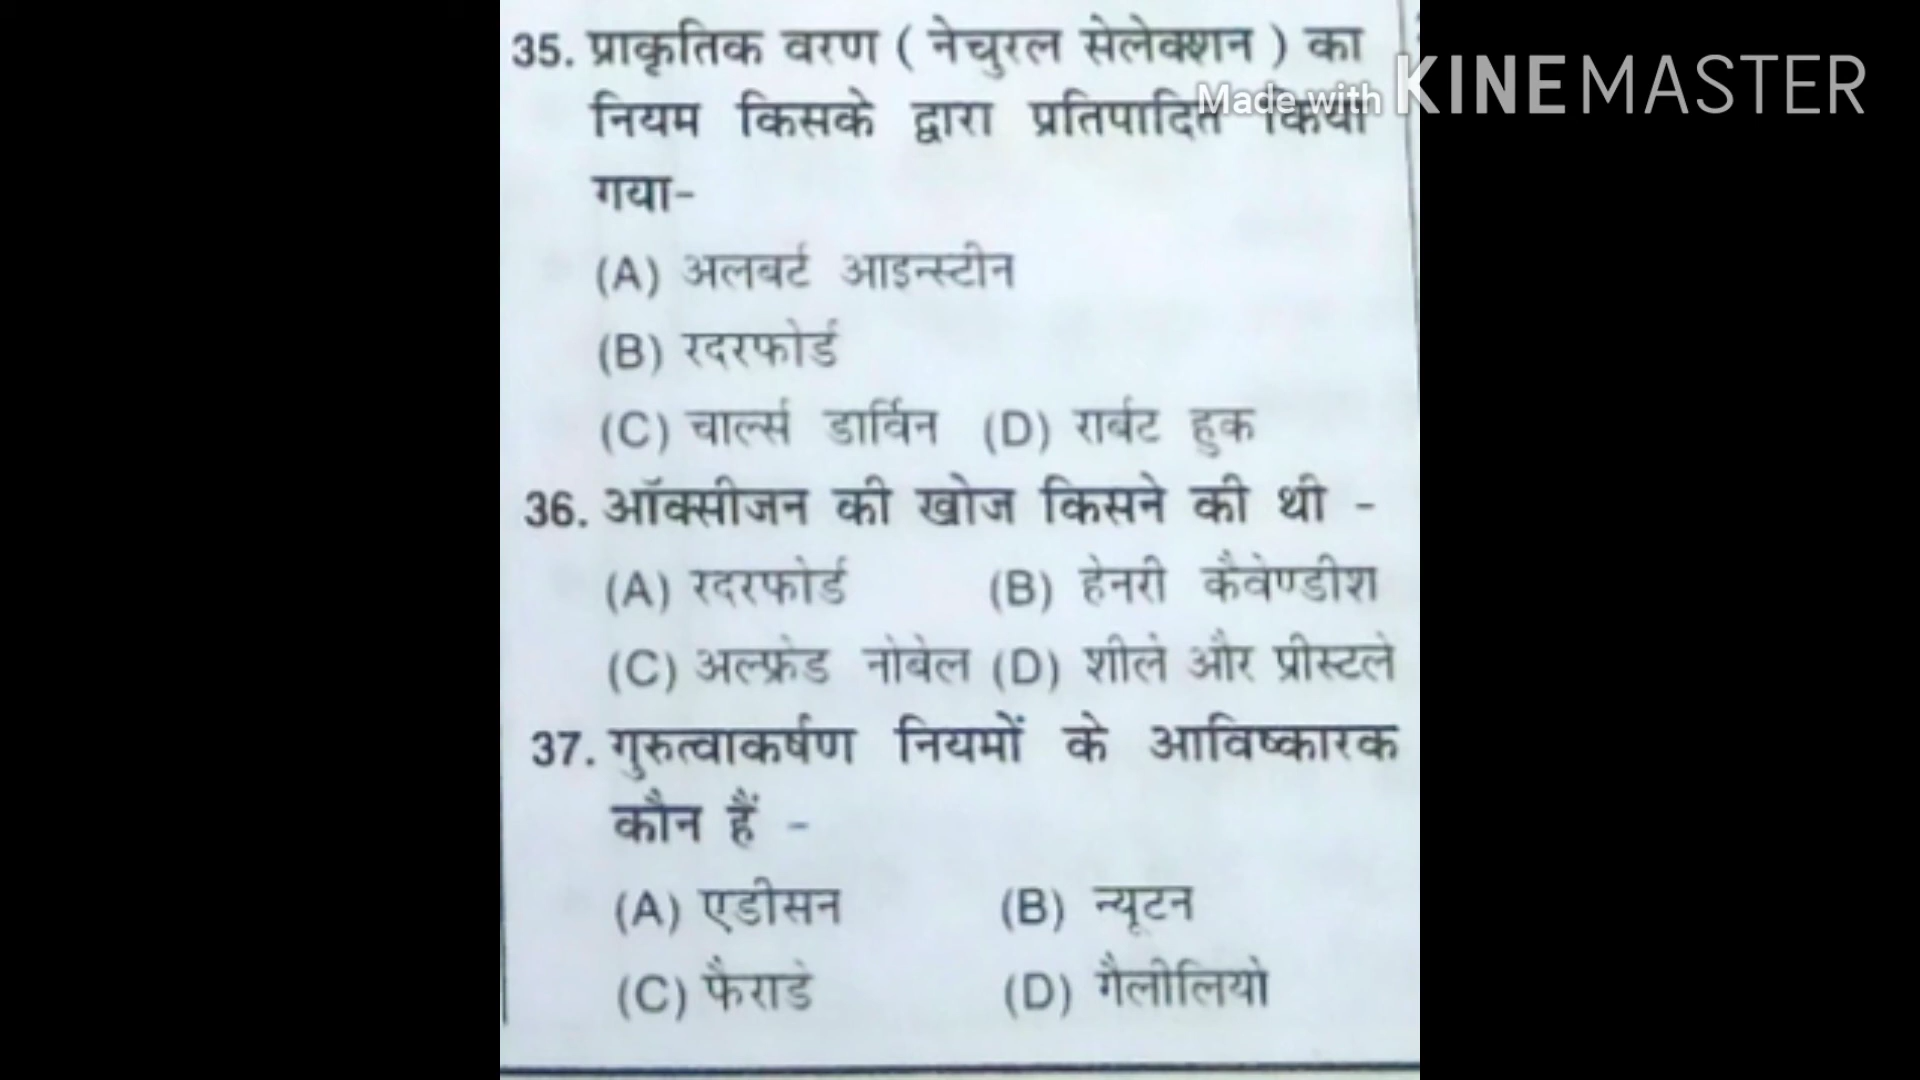 35. प्राकृतिक वरण ( नेचुरल सेलेक्शन ) का
Made with KINEMASTER
नियम किसके द्वारा प्रतिपादित किया
गया-
(A) अलबर्ट आइन्स्टीन
(B) रदरफोर्ड
(C) चार्ल्स डार्विन (D) रार्बट हुक
36. ऑक्सीजन की खोज किसने की थी -
(A) रदरफोर्ड (B) हेनरी कैवेण्डीश
(C) अल्फ्रेड नोबेल (D) शीले और प्रीस्टले
37. गुरुत्वाकर्षण नियमों के आविष्कारक
कौन हैं -
(A) एडीसन (B) न्यूटन
(C) फैराडे (D) गैलीलियो